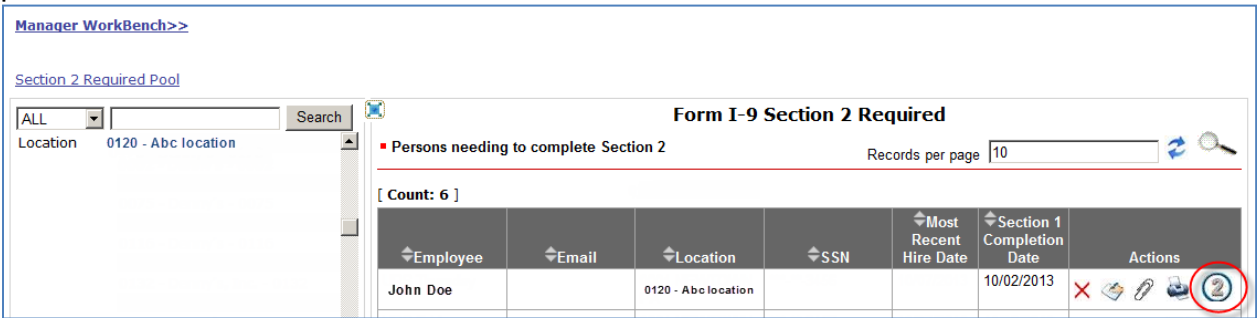 Manager WorkBench>>
Section 2 Required Pool
ALL Search
Location 0120 - Abc location
Form I-9 Section 2 Required
Persons needing to complete Section 2
Records per page 10
[ Count: 6 ]
Employee Email Location SSN Most Recent Hire Date Section 1 Completion Date Actions
John Doe 0120 - Abc location 10/02/2013 2